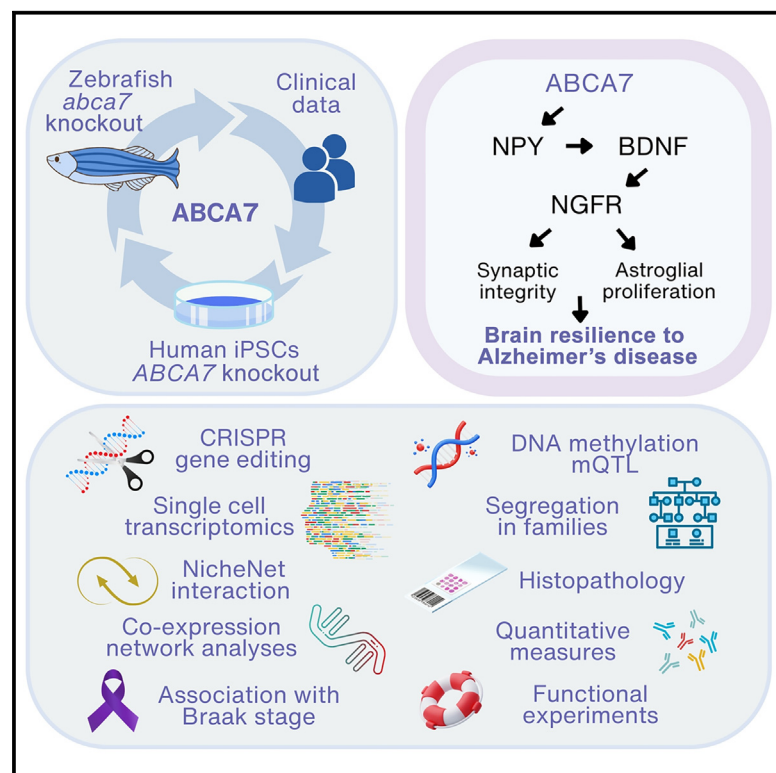 Zebrafish
abca7
knockout
Clinical
data
ABCA7
Human iPSCs
ABCA7 knockout
ABCA7
NPY
BDNF
NGFR
Synaptic
integrity
Astroglial
proliferation
Brain resilience to
Alzheimer's disease
CRISPR
gene editing
Single cell
transcriptomics
NicheNet
interaction
Co-expression
network analyses
Association with
Braak stage
DNA methylation
mQTL
Segregation
in families
Histopathology
Quantitative
measures
Functional
experiments